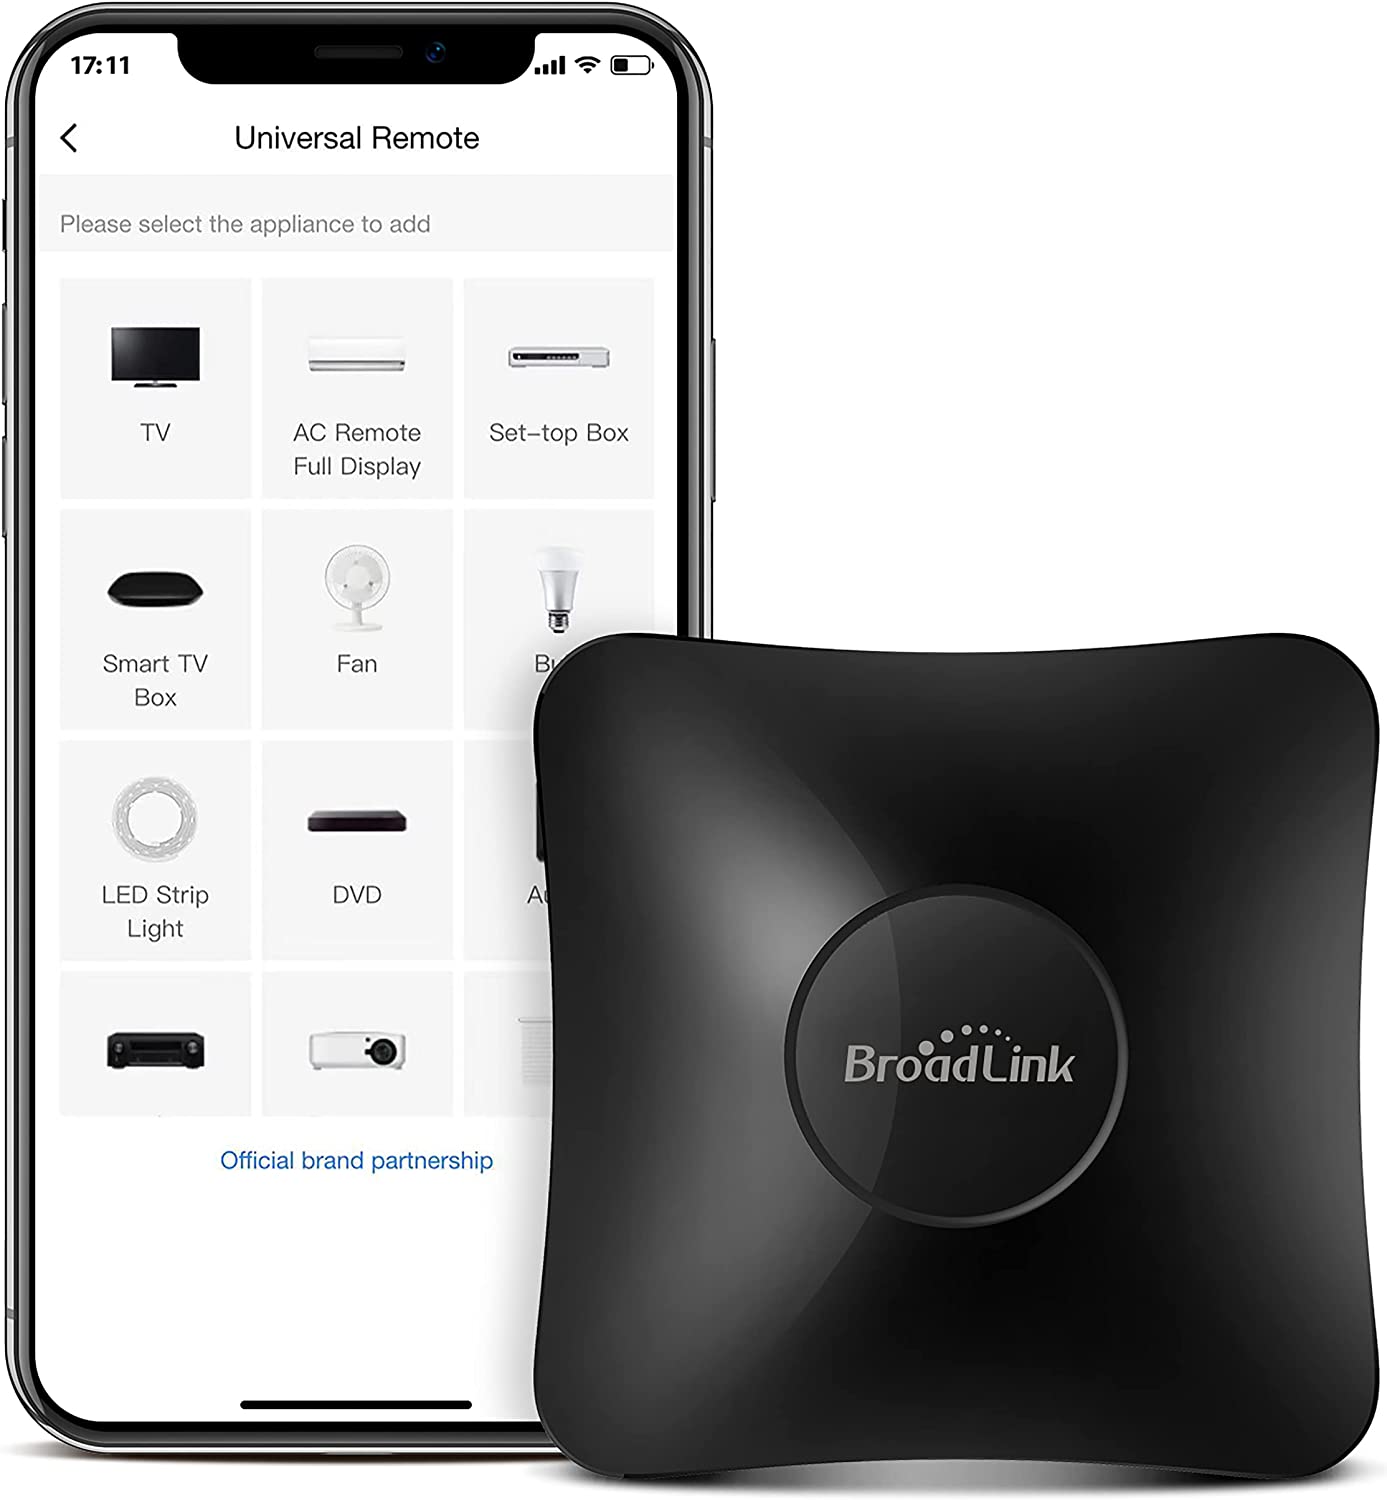 17:11
Universal Remote
Please select the appliance to add
TV
AC Remote
Full Display
Set-top Box
Smart TV
Box
Fan
LED Strip
Light
DVD
BroadLink
Official brand partnership